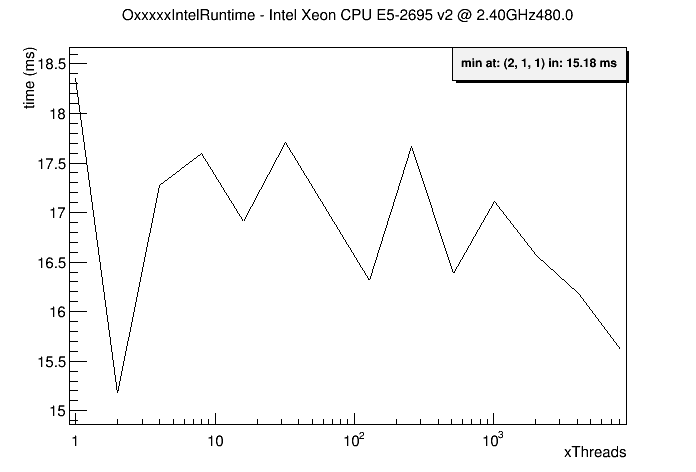 OxxxxxIntelRuntime - Intel Xeon CPU E5-2695 v2 @ 2.40GHz480.0
time (ms)
min at: (2, 1, 1) in: 15.18 ms
18.5
18
17.5
17
16.5
16
15.5
15
1 10 10² 10³
xThreads